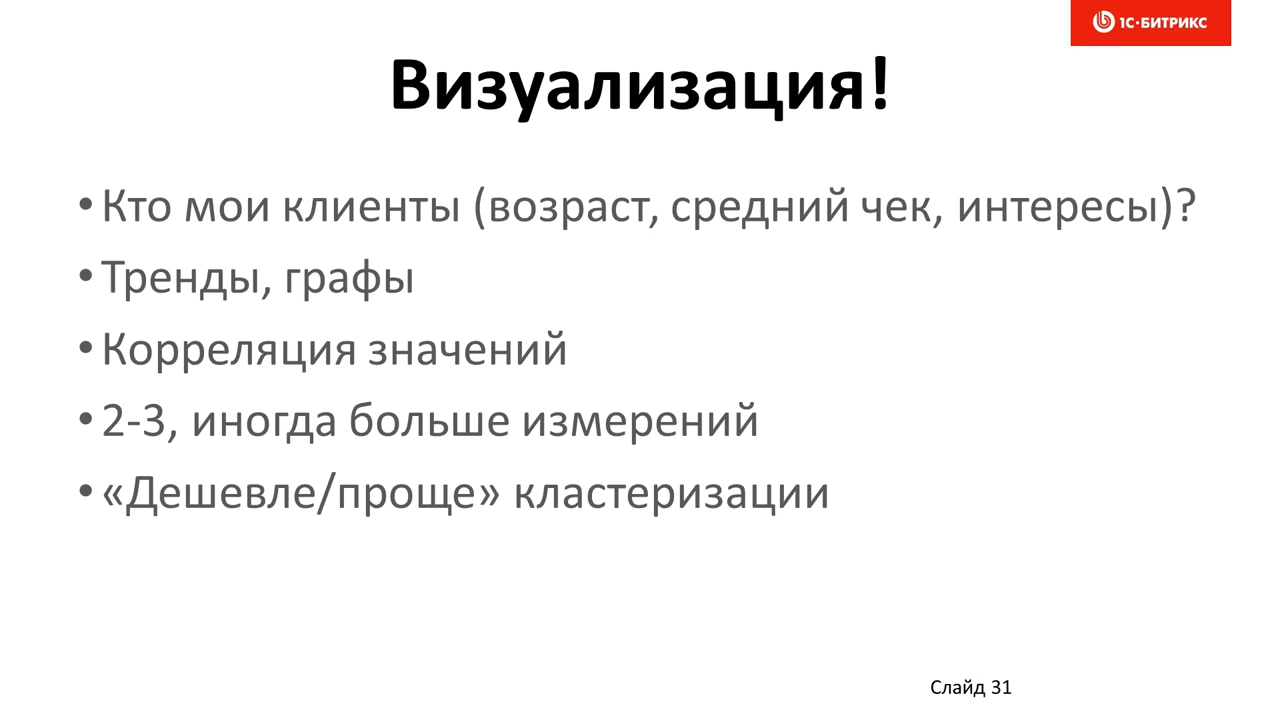 1С·БИТРИКС
Визуализация!
• Кто мои клиенты (возраст, средний чек, интересы)?
• Тренды, графы
• Корреляция значений
• 2-3, иногда больше измерений
• «Дешевле/проще» кластеризации
Слайд 31